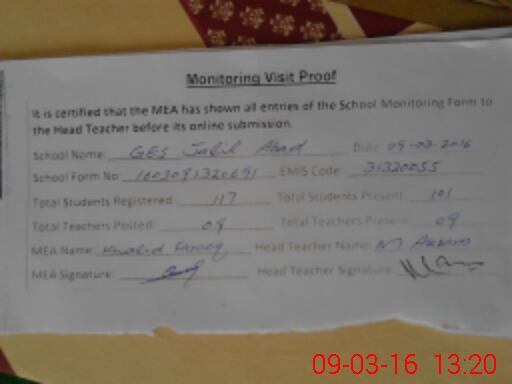 Monitoring Visit Proof
It is certified that the MEA has shown all entries of the School Monitoring Form to
the Head Teacher before its online submission.
School Name: GES Jalil Abad Date: 09-03-2016
School Form No: EMIS Code: 31320055
Total Students Registered: 117 Total Students Present: 101
Total Teachers Posted: 09 Total Teachers Present: 09
MEA Name: Khalid Farooq Head Teacher Name: M Akram
MEA Signature: Head Teacher Signature:
09-03-16 13:20